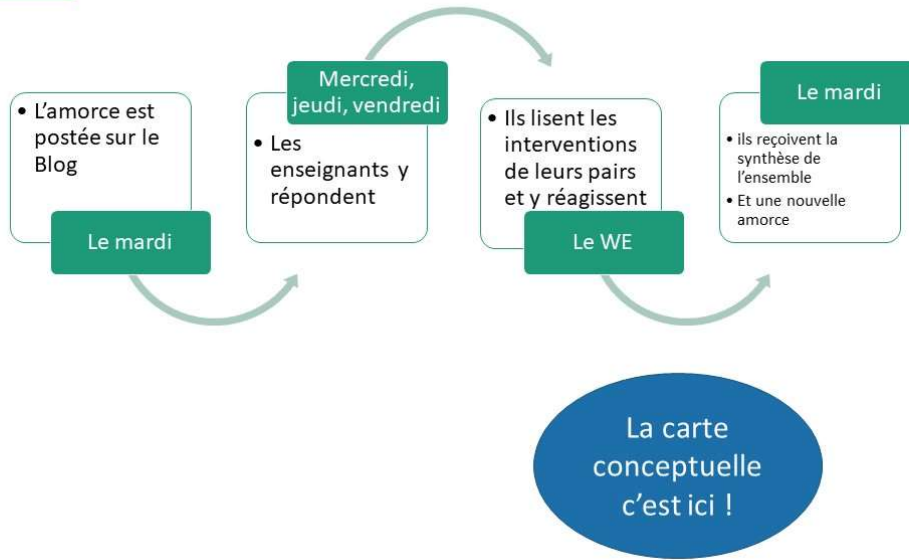 • L'amorce est
postée sur le
Blog
Le mardi
Mercredi,
jeudi, vendredi
• Les
enseignants y
répondent
• Ils lisent les
interventions
de leurs pairs
et y réagissent
Le WE
Le mardi
• ils reçoivent la
synthèse de
l'ensemble
• Et une nouvelle
amorce
La carte
conceptuelle
c'est ici !